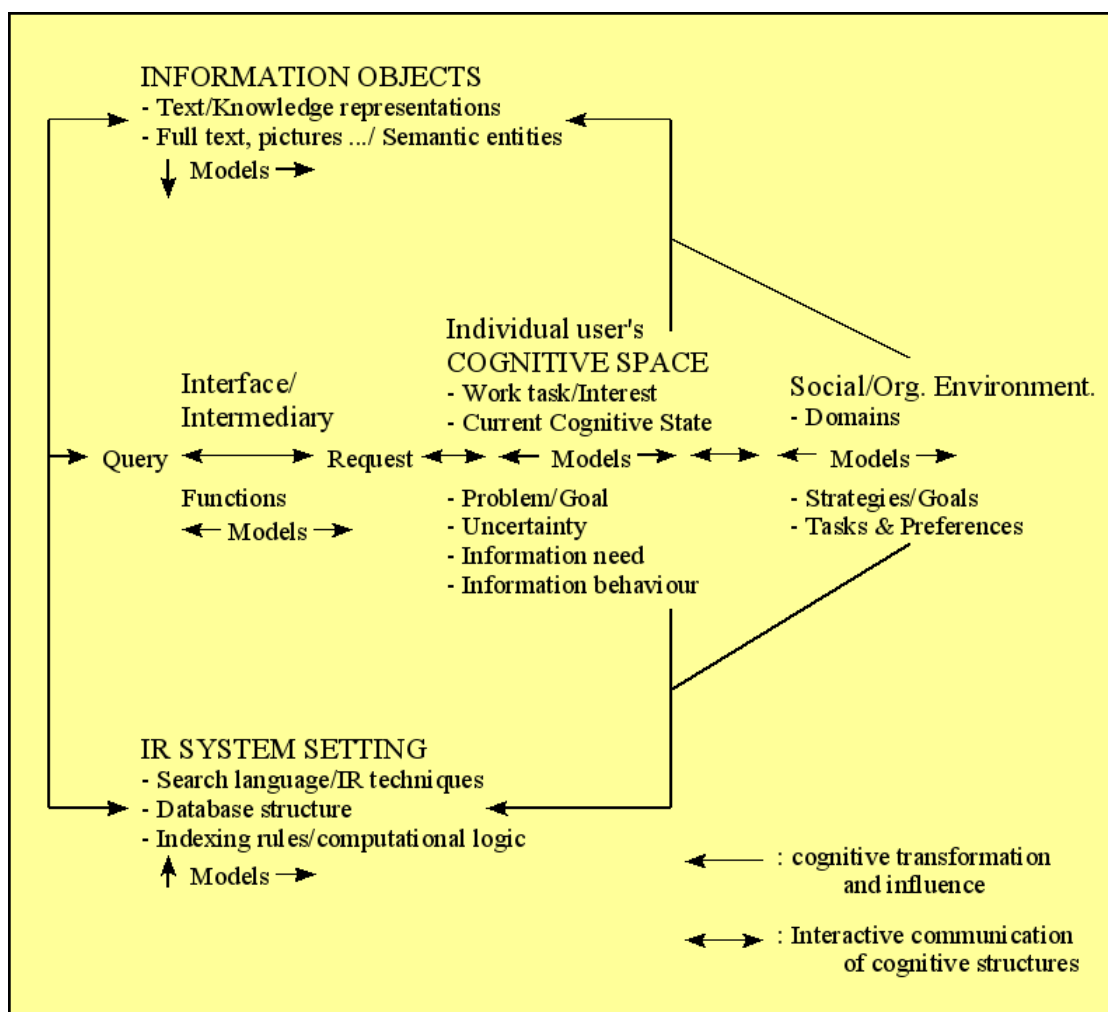 INFORMATION OBJECTS
- Text/Knowledge representations
- Full text, pictures .../ Semantic entities
Models
Individual user's
COGNITIVE SPACE
- Work task/Interest
- Current Cognitive State
Interface/
Intermediary
Social/Org. Environment.
- Domains
Query
Request
Models
Models
Functions
Models
- Problem/Goal
- Uncertainty
- Information need
- Information behaviour
- Strategies/Goals
- Tasks & Preferences
IR SYSTEM SETTING
- Search language/IR techniques
- Database structure
- Indexing rules/computational logic
Models
: cognitive transformation
and influence
: Interactive communication
of cognitive structures